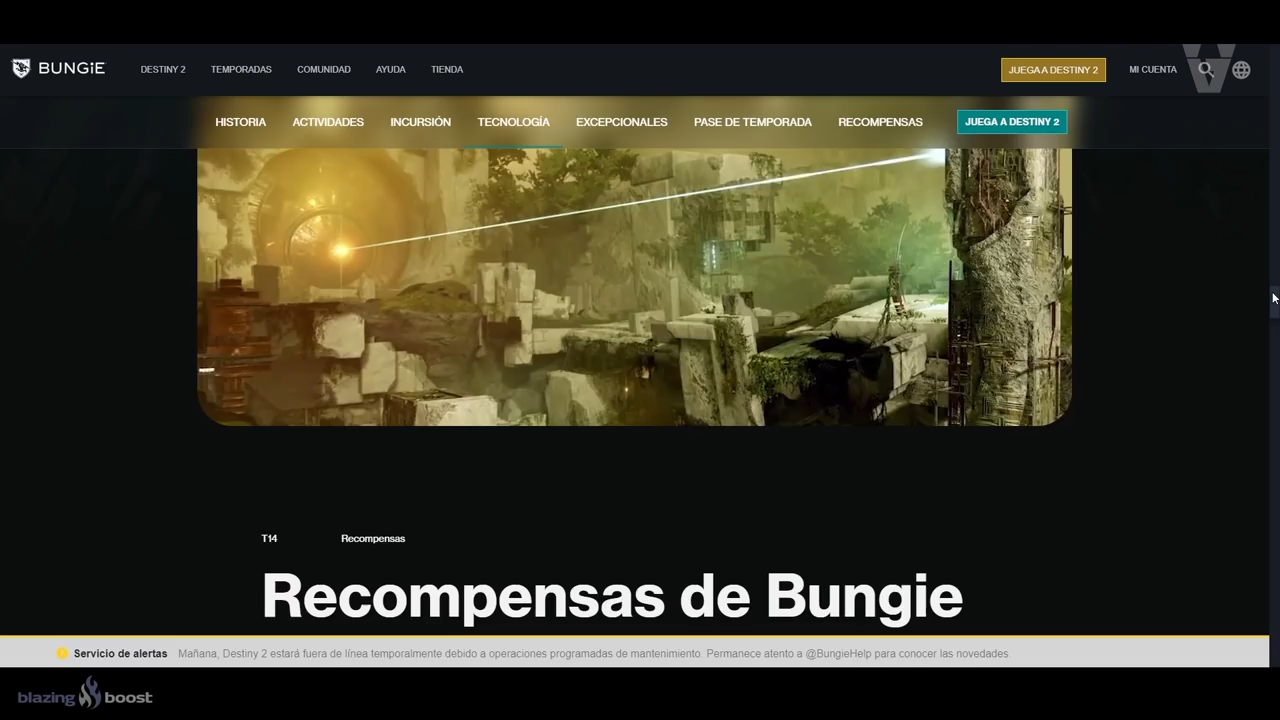 BUNGiE
DESTINY 2 TEMPORADAS COMUNIDAD AYUDA TIENDA
JUEGA A DESTINY 2
MI CUENTA
HISTORIA ACTIVIDADES INCURSIÓN TECNOLOGÍA EXCEPCIONALES PASE DE TEMPORADA RECOMPENSAS
JUEGA A DESTINY 2
T14 Recompensas
Recompensas de Bungie
Servicio de alertas Mañana, Destiny 2 estará fuera de línea temporalmente debido a operaciones programadas de mantenimiento. Permanece atento a @BungieHelp para conocer las novedades.
blazing boost